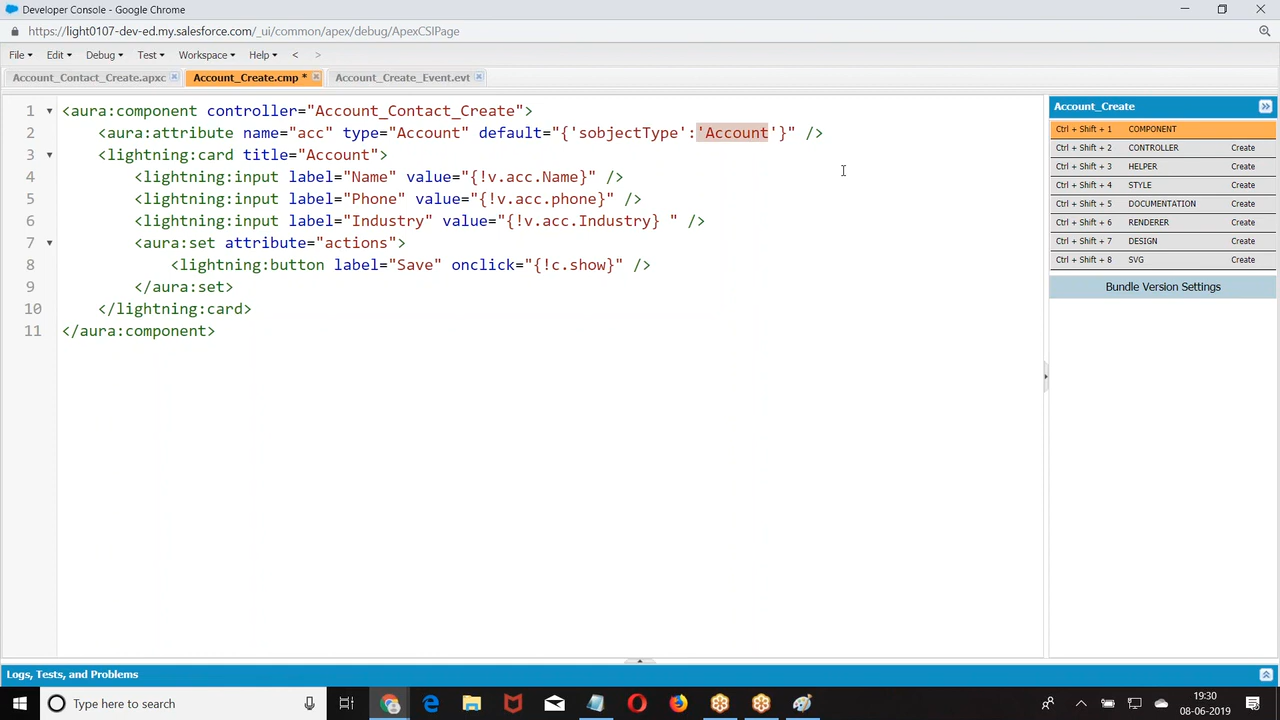 Developer Console - Google Chrome
https://light0107-dev-ed.my.salesforce.com/_ui/common/apex/debug/ApexCSIPage
File Edit Debug Test Workspace Help < >
Account_Contact_Create.apxc Account_Create.cmp * Account_Create_Event.evt
1 <aura:component controller="Account_Contact_Create">
2 <aura:attribute name="acc" type="Account" default="{'sobjectType':'Account'}" />
3 <lightning:card title="Account">
4 <lightning:input label="Name" value="{!v.acc.Name}" />
5 <lightning:input label="Phone" value="{!v.acc.phone}" />
6 <lightning:input label="Industry" value="{!v.acc.Industry} " />
7 <aura:set attribute="actions">
8 <lightning:button label="Save" onclick="{!c.show}" />
9 </aura:set>
10 </lightning:card>
11 </aura:component>
Account_Create
Ctrl + Shift + 1 COMPONENT
Ctrl + Shift + 2 CONTROLLER Create
Ctrl + Shift + 3 HELPER Create
Ctrl + Shift + 4 STYLE Create
Ctrl + Shift + 5 DOCUMENTATION Create
Ctrl + Shift + 6 RENDERER Create
Ctrl + Shift + 7 DESIGN Create
Ctrl + Shift + 8 SVG Create
Bundle Version Settings
Logs, Tests, and Problems
Type here to search
19:30
08-06-2019